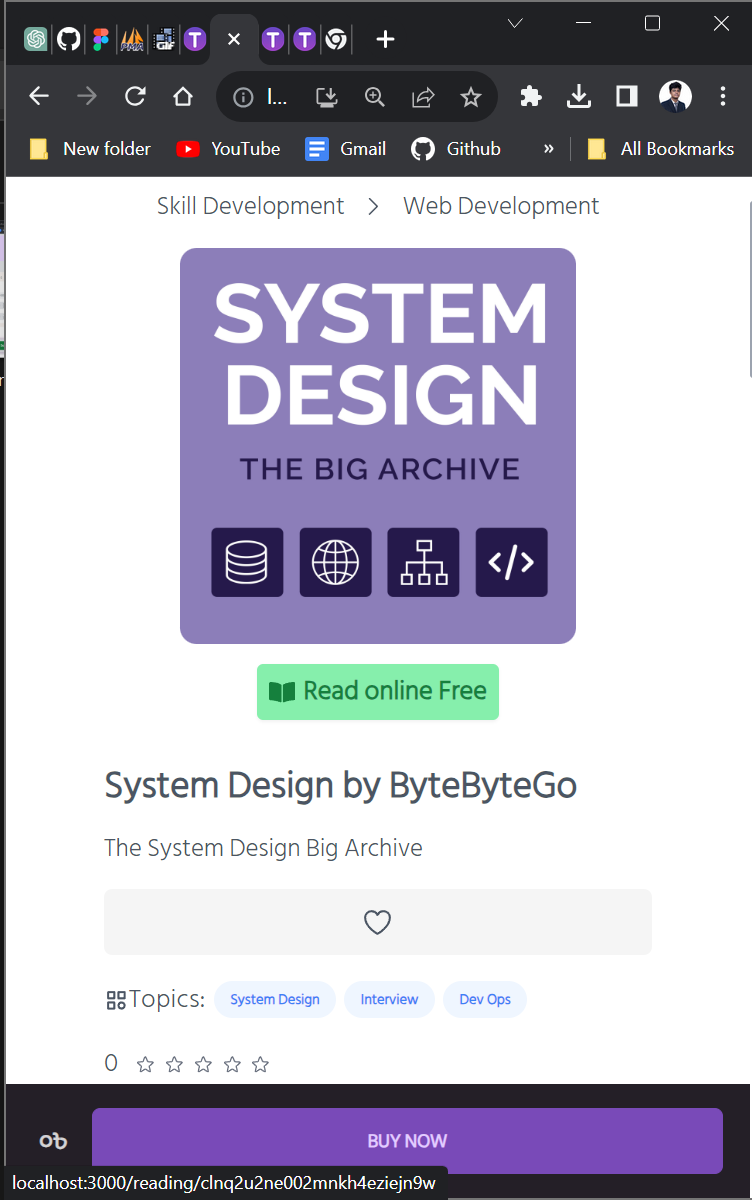 l...
New folder
YouTube
Gmail
Github
»
All Bookmarks
Skill Development > Web Development
SYSTEM
DESIGN
THE BIG ARCHIVE
Read online Free
System Design by ByteByteGo
The System Design Big Archive
Topics: System Design Interview Dev Ops
0
BUY NOW
localhost:3000/reading/clnq2u2ne002mnkh4eziejn9w